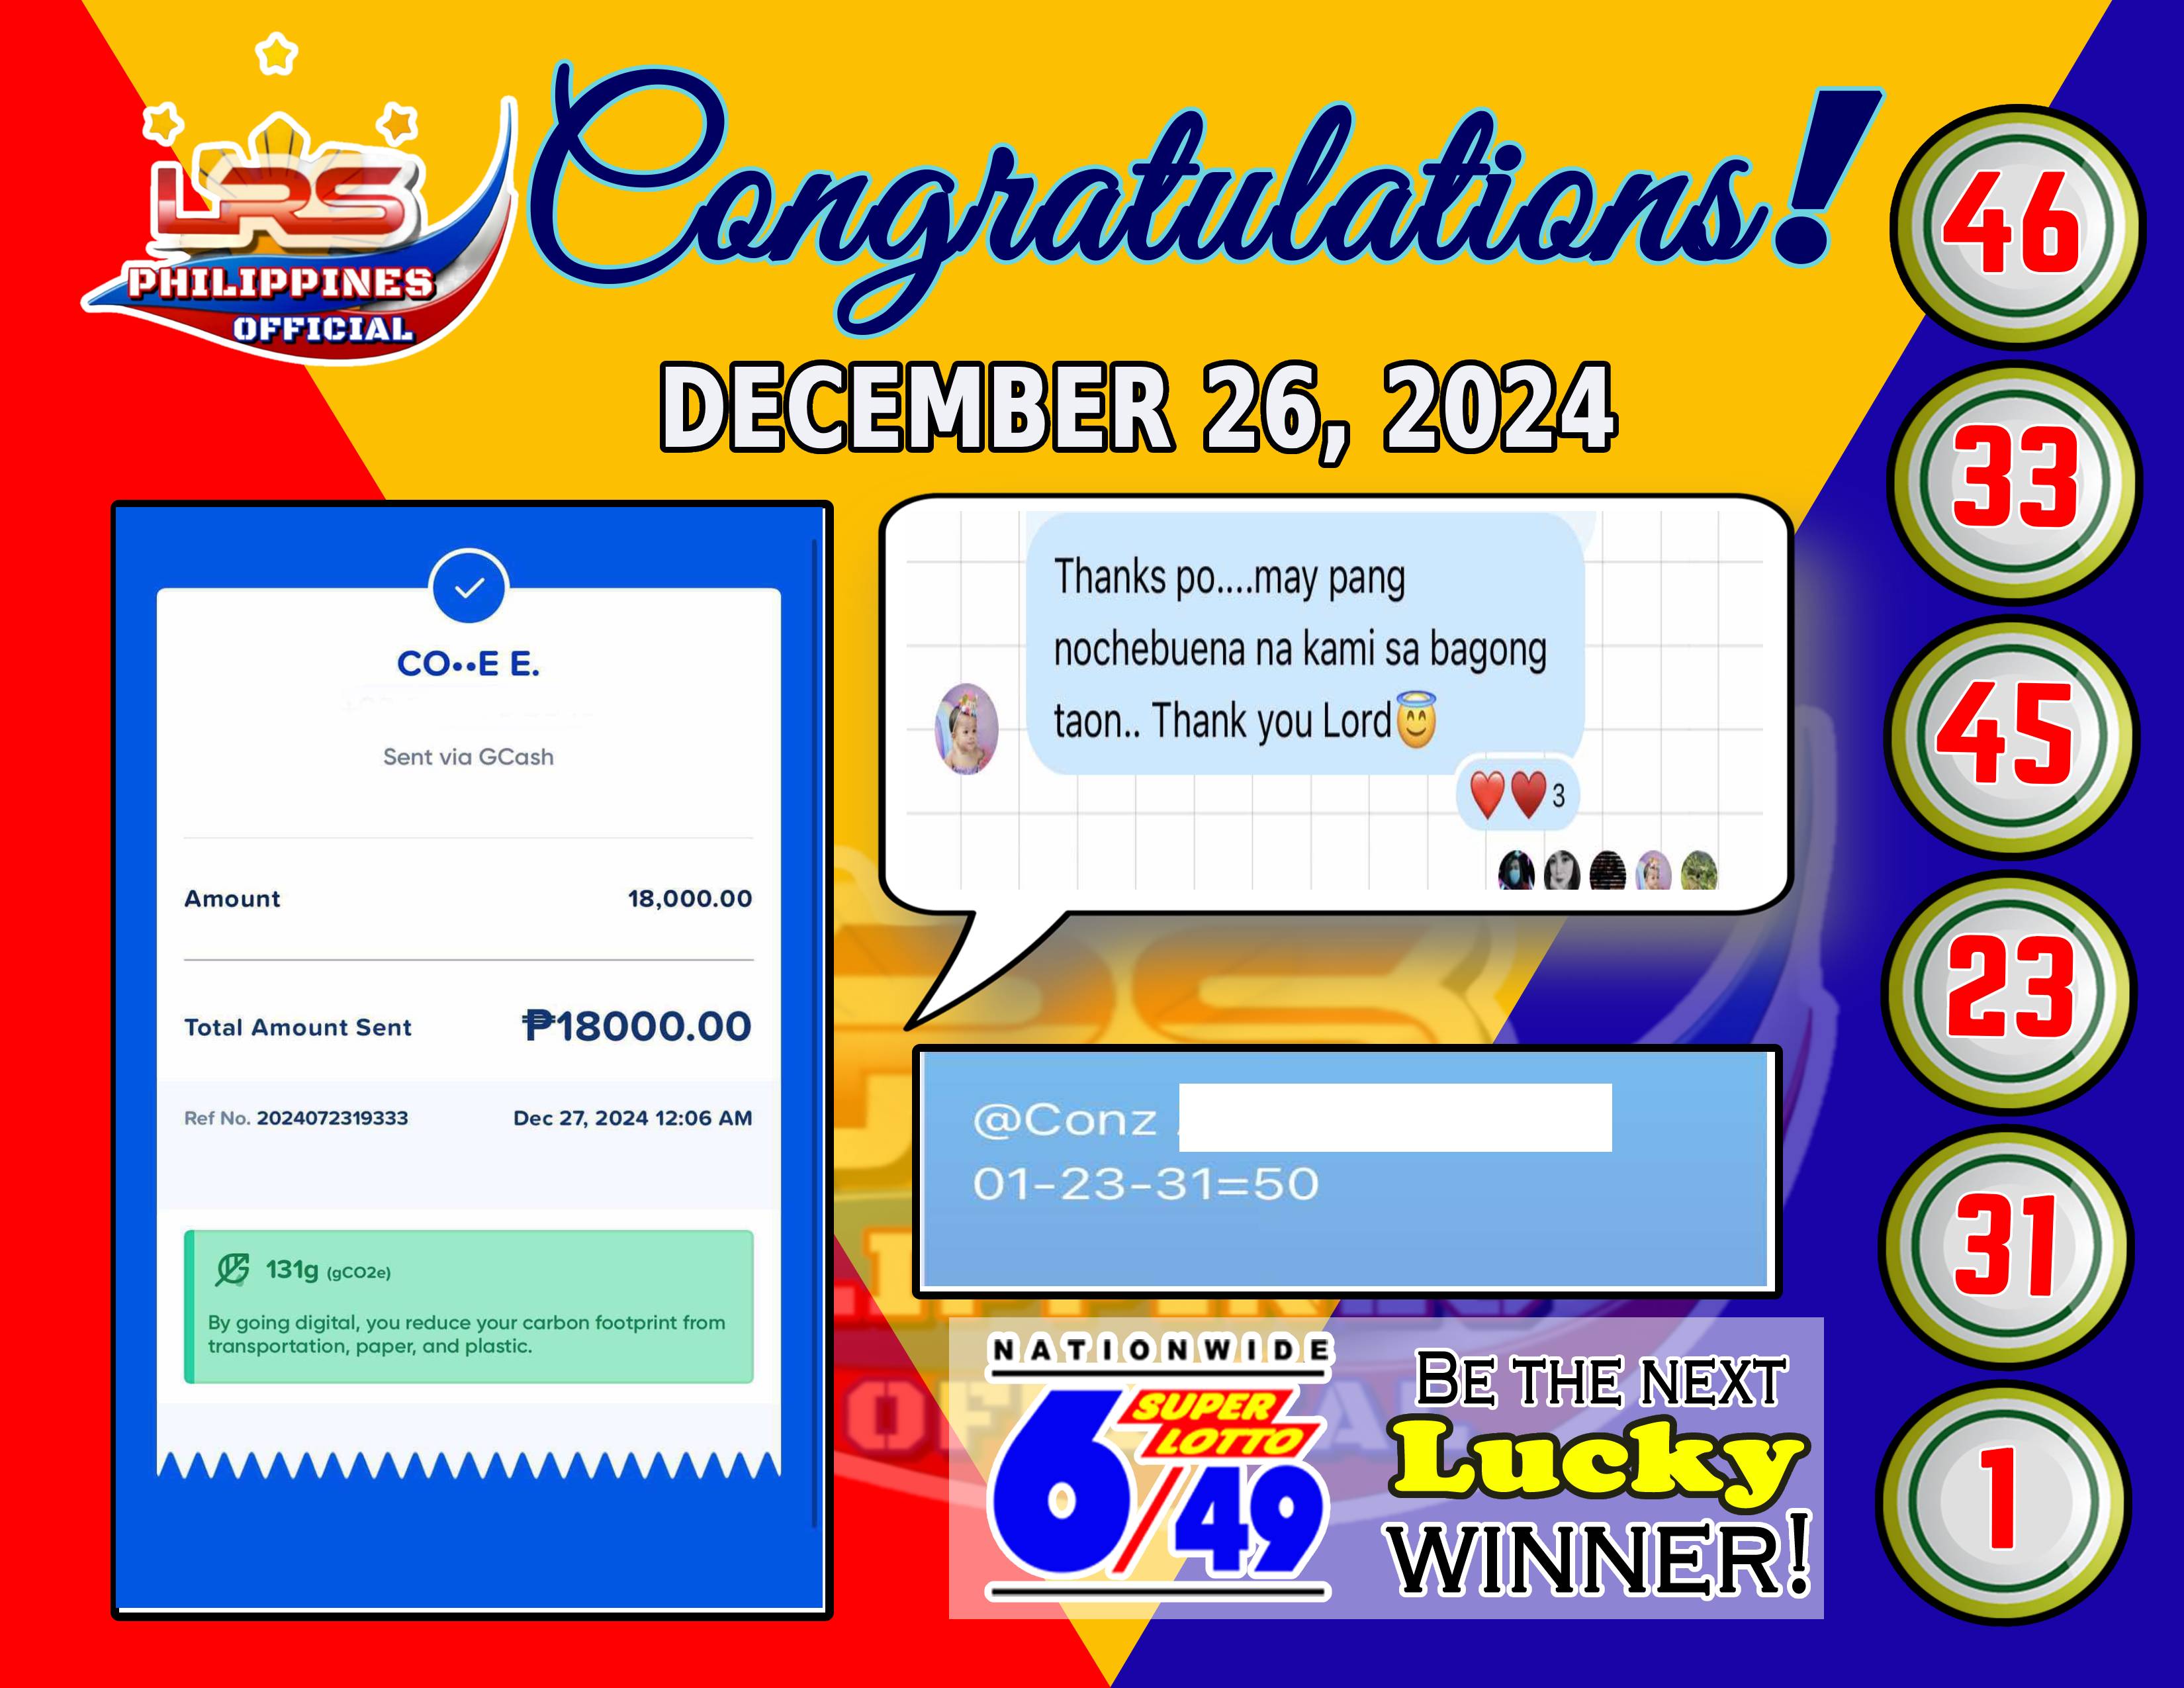 LRS
PHILIPPINES
OFFICIAL
Congratulations!
DECEMBER 26, 2024
CO••E E.
Sent via GCash
Amount 18,000.00
Total Amount Sent ₱18000.00
Ref No. 2024072319333 Dec 27, 2024 12:06 AM
131g (gCO2e)
By going digital, you reduce your carbon footprint from
transportation, paper, and plastic.
Thanks po....may pang
nochebuena na kami sa bagong
taon.. Thank you Lord😇
❤️♥️ 3
@Conz
01-23-31=50
NATIONWIDE
SUPER
LOTTO
6/49
BE THE NEXT
Lucky
WINNER!
46
33
45
23
31
1